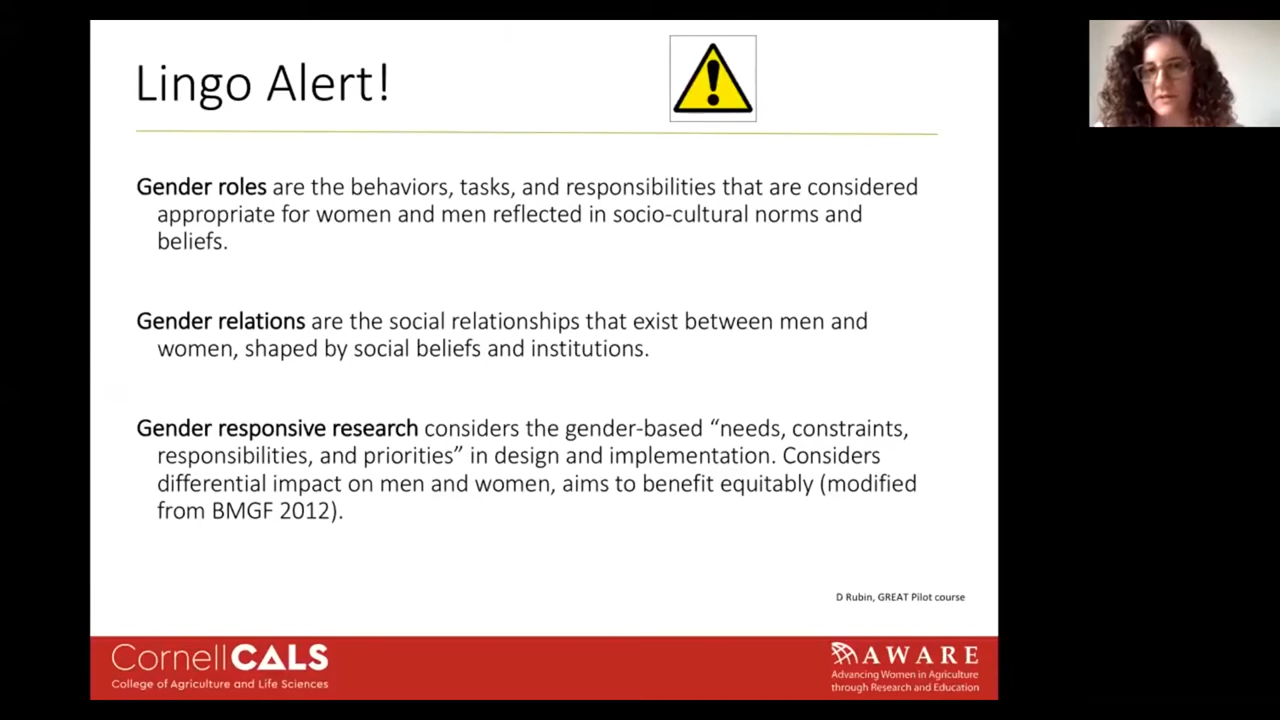 Lingo Alert!
Gender roles are the behaviors, tasks, and responsibilities that are considered
appropriate for women and men reflected in socio-cultural norms and
beliefs.
Gender relations are the social relationships that exist between men and
women, shaped by social beliefs and institutions.
Gender responsive research considers the gender-based “needs, constraints,
responsibilities, and priorities” in design and implementation. Considers
differential impact on men and women, aims to benefit equitably (modified
from BMGF 2012).
D Rubin, GREAT Pilot course
CornellCALS
College of Agriculture and Life Sciences
AWARE
Advancing Women in Agriculture
through Research and Education